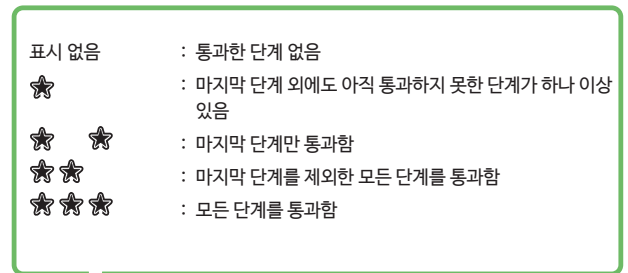 표시 없음 : 통과한 단계 없음
: 마지막 단계 외에도 아직 통과하지 못한 단계가 하나 이상
있음
: 마지막 단계만 통과함
: 마지막 단계를 제외한 모든 단계를 통과함
: 모든 단계를 통과함